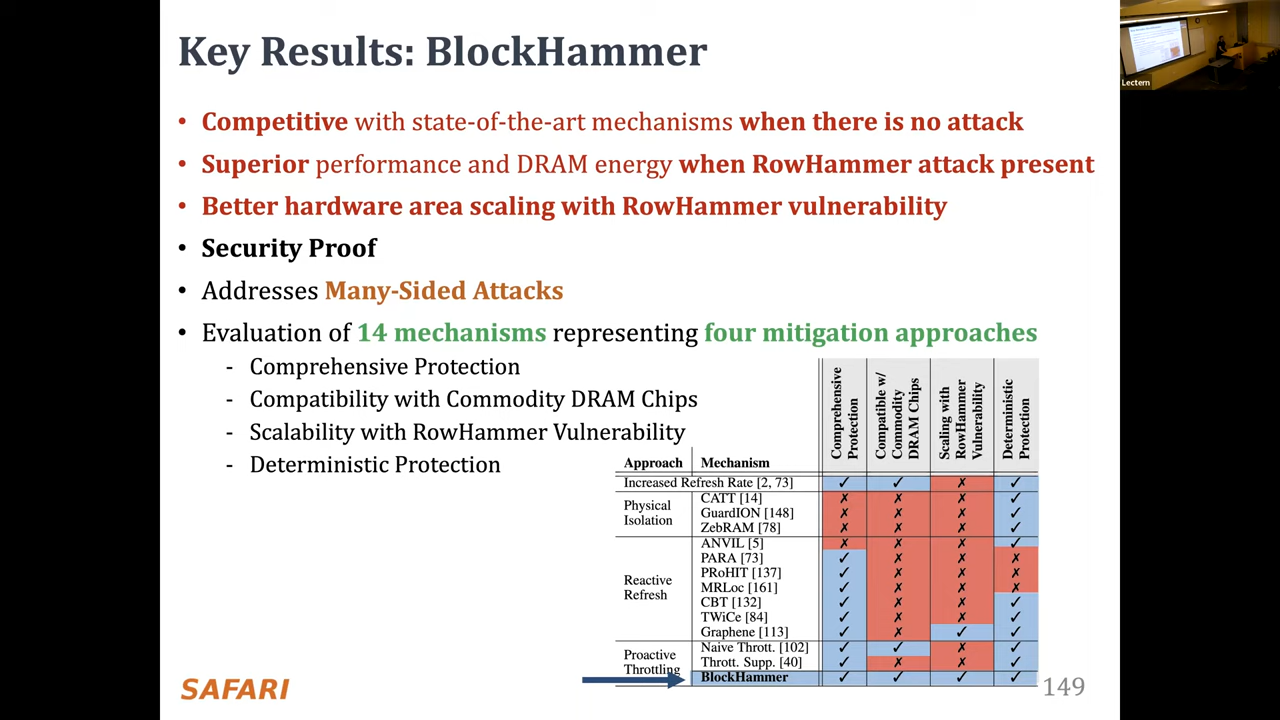 Key Results: BlockHammer
Lectern
• Competitive with state-of-the-art mechanisms when there is no attack
• Superior performance and DRAM energy when RowHammer attack present
• Better hardware area scaling with RowHammer vulnerability
• Security Proof
• Addresses Many-Sided Attacks
• Evaluation of 14 mechanisms representing four mitigation approaches
- Comprehensive Protection
- Compatibility with Commodity DRAM Chips
- Scalability with RowHammer Vulnerability
- Deterministic Protection
Comprehensive
Protection
Compatible w/
Commodity
DRAM Chips
Scaling with
RowHammer
Vulnerability
Deterministic
Protection
Approach Mechanism
Increased Refresh Rate [2, 73] ✓ ✓ ✗ ✓
Physical
Isolation
CATT [14] ✗ ✗ ✗ ✓
GuardION [148] ✗ ✗ ✗ ✓
ZebRAM [78] ✗ ✗ ✗ ✓
Reactive
Refresh
ANVIL [5] ✗ ✗ ✗ ✓
PARA [73] ✓ ✗ ✗ ✗
PRoHIT [137] ✓ ✗ ✗ ✗
MRLoc [161] ✓ ✗ ✗ ✗
CBT [132] ✓ ✗ ✗ ✓
TWiCe [84] ✓ ✗ ✗ ✓
Graphene [113] ✓ ✗ ✓ ✓
Proactive
Throttling
Naive Thrott. [102] ✓ ✓ ✗ ✓
Thrott. Supp. [40] ✓ ✗ ✗ ✓
BlockHammer ✓ ✓ ✓ ✓
SAFARI
149